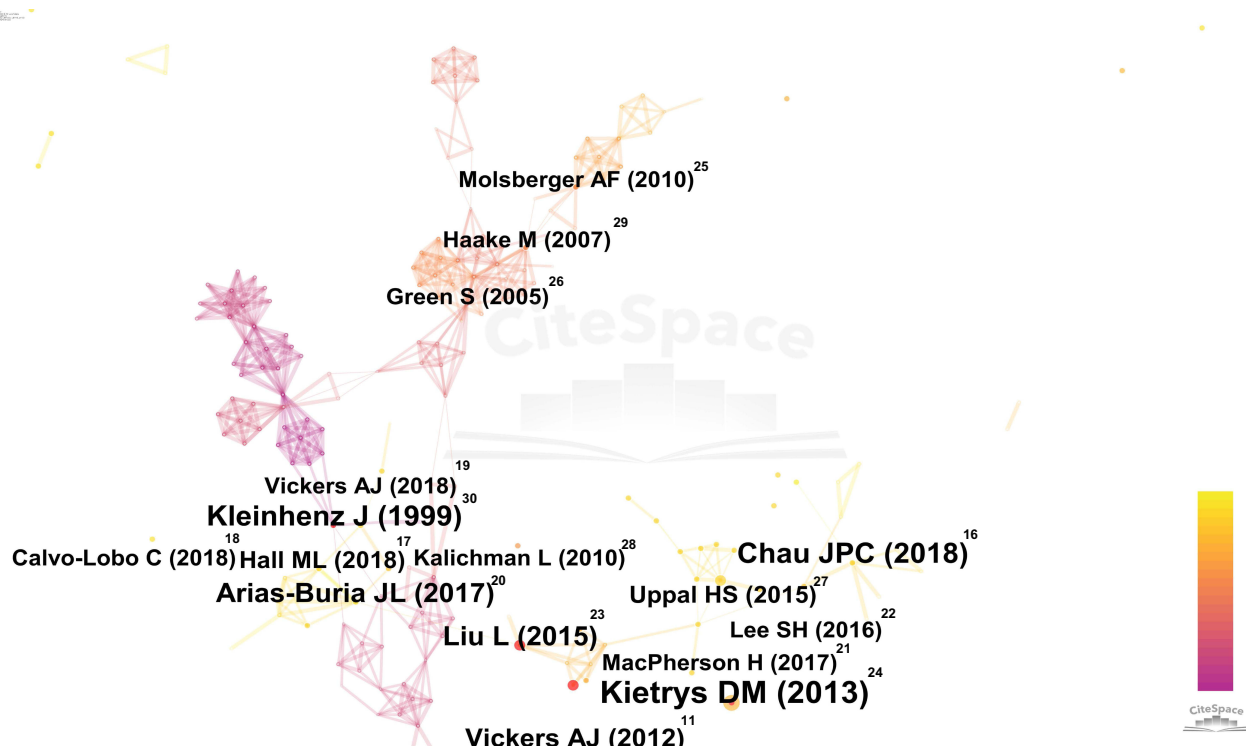 Molsberger AF (2010)25
Haake M (2007)29
Green S (2005)26
CiteSpace
Vickers AJ (2018)19
Kleinhenz J (1999)30
Calvo-Lobo C (2018)18 Hall ML (2018)17 Kalichman L (2010)28 Chau JPC (2018)16
Arias-Buria JL (2017)20 Uppal HS (2015)27
Liu L (2015)23 Lee SH (2016)22
MacPherson H (2017)21
Kietrys DM (2013)24
CiteSpace
Vickers AJ (2012)11